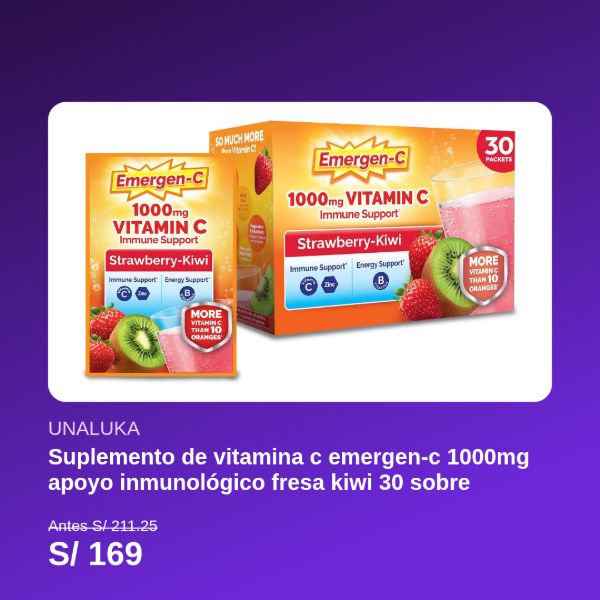 SO MUCH MORE
than Vitamin C!
Emergen-C
1000mg VITAMIN C
Immune Support*
Strawberry-Kiwi
Immune Support*
Energy Support*
C
Zinc
B
30
PACKETS
MORE
VITAMIN C
THAN 10
ORANGES*
Emergen-C
1000mg
VITAMIN C
Immune Support*
Strawberry-Kiwi
Immune Support*
Energy Support*
C
Zinc
B
MORE
VITAMIN C
THAN 10
ORANGES*
UNALUKA
Suplemento de vitamina c emergen-c 1000mg
apoyo inmunológico fresa kiwi 30 sobre
Antes S/ 211.25
S/ 169